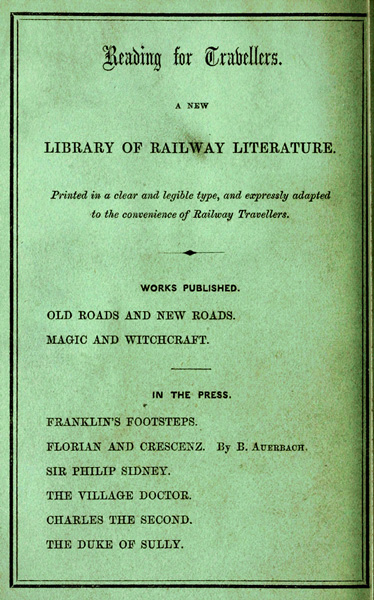 Reading for Travellers.
A NEW
LIBRARY OF RAILWAY LITERATURE.
Printed in a clear and legible type, and expressly adapted
to the convenience of Railway Travellers.
WORKS PUBLISHED.
OLD ROADS AND NEW ROADS.
MAGIC AND WITCHCRAFT.
IN THE PRESS.
FRANKLIN'S FOOTSTEPS.
FLORIAN AND CRESCENZ. By B. AUERBACH.
SIR PHILIP SIDNEY.
THE VILLAGE DOCTOR.
CHARLES THE SECOND.
THE DUKE OF SULLY.